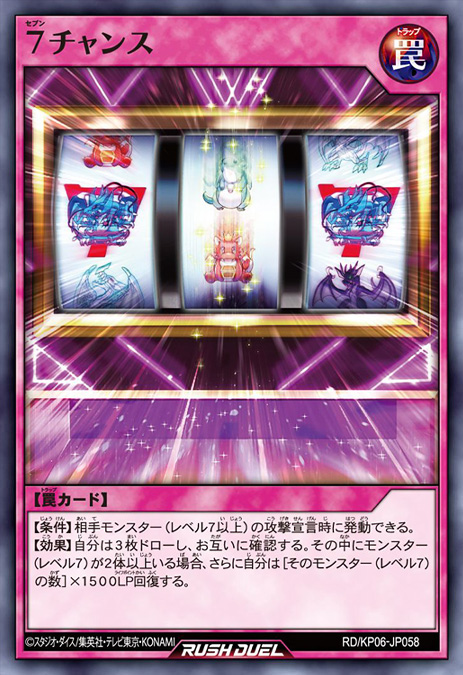 セブン
7チャンス
トラップ
罠
トラップ
【罠カード】
【条件】相手モンスター(レベル7以上)の攻撃宣言時に発動できる。
【効果】自分は3枚ドローし、お互いに確認する。その中にモンスター
(レベル7)が2体以上いる場合、さらに自分は[そのモンスター(レベル7)
の数]×1500LP回復する。
©スタジオ・ダイス/集英社・テレビ東京・KONAMI
RUSH DUEL
RD/KP06-JP058